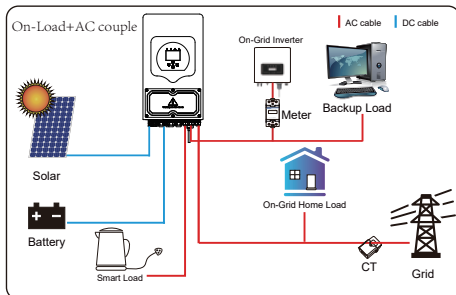 On-Load+AC couple
AC cable
DC cable
On-Grid Inverter
Meter
Backup Load
Solar
On-Grid Home Load
Battery
Smart Load
CT
Grid